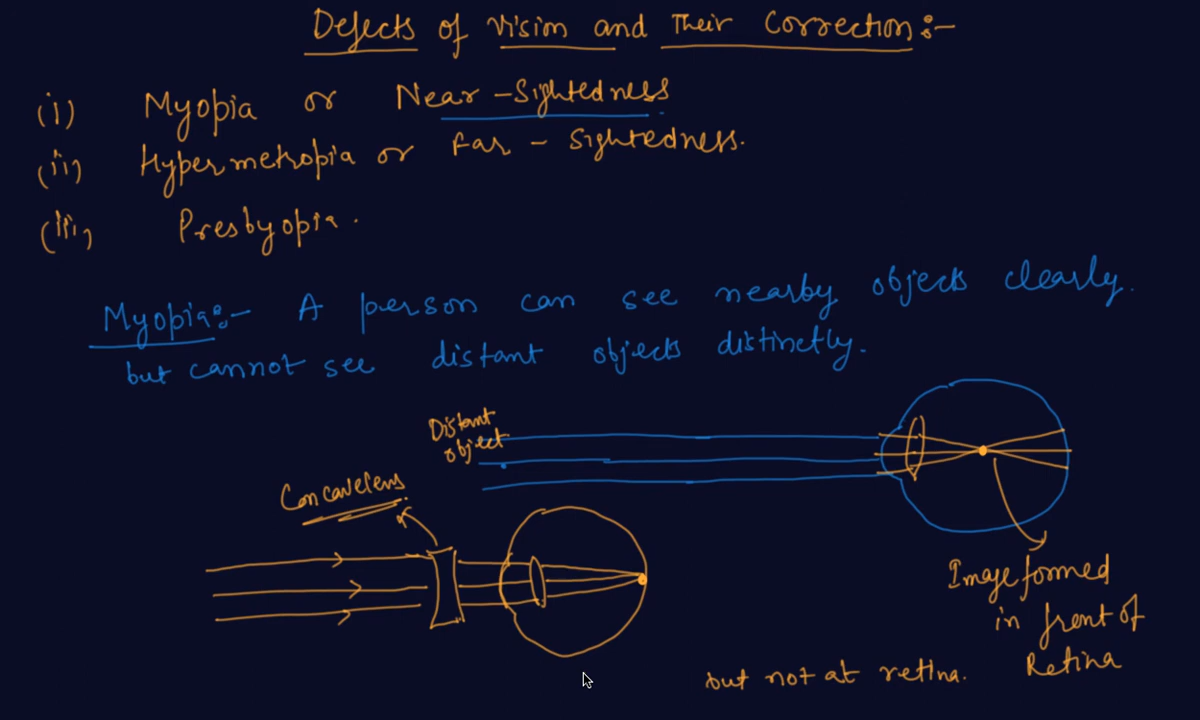 Defects of Vision and Their Correction:-
(i) Myopia or Near-Sightedness
(ii) Hypermetropia or Far-Sightedness.
(iii) Presbyopia.
Myopia:- A person can see nearby objects clearly.
but cannot see distant objects distinctly.
Distant
object
Concave lens
Image formed
in front of
Retina
but not at retina.